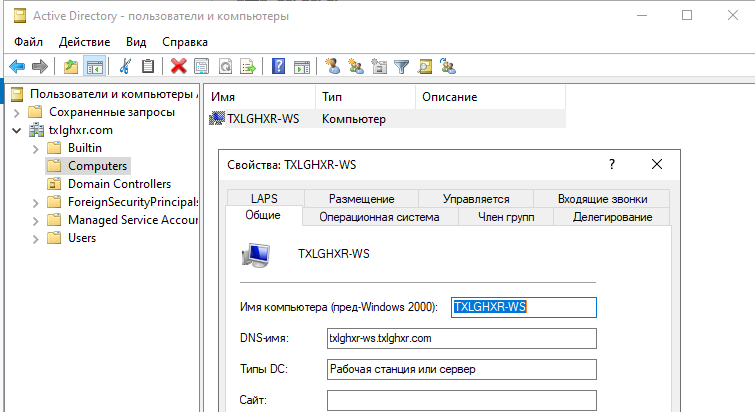 Active Directory - пользователи и компьютеры
Файл Действие Вид Справка
Пользователи и компьютеры
Сохраненные запросы
txlghxr.com
Builtin
Computers
Domain Controllers
ForeignSecurityPrincipals
Managed Service Accou
Users
Имя Тип Описание
TXLGHXR-WS Компьютер
Свойства: TXLGHXR-WS ?
LAPS Размещение Управляется Входящие звонки
Общие Операционная система Член групп Делегирование
TXLGHXR-WS
Имя компьютера (пред-Windows 2000): TXLGHXR-WS
DNS-имя: txlghxr-ws.txlghxr.com
Типы DC: Рабочая станция или сервер
Сайт: